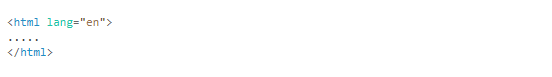 <html lang="en">
.....
</html>